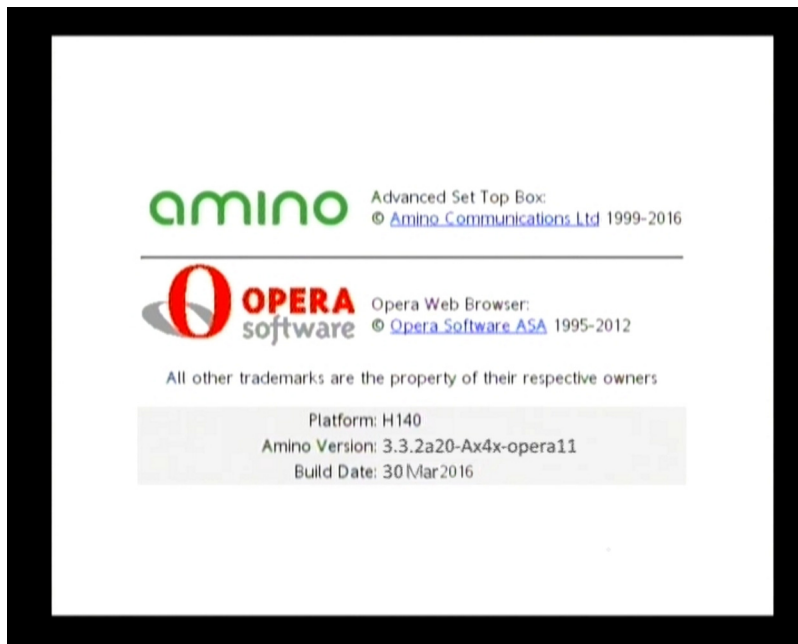 amino
Advanced Set Top Box:
© Amino Communications Ltd 1999-2016
OPERA
software
Opera Web Browser:
© Opera Software ASA 1995-2012
All other trademarks are the property of their respective owners
Platform: H140
Amino Version: 3.3.2a20-Ax4x-opera11
Build Date: 30 Mar 2016